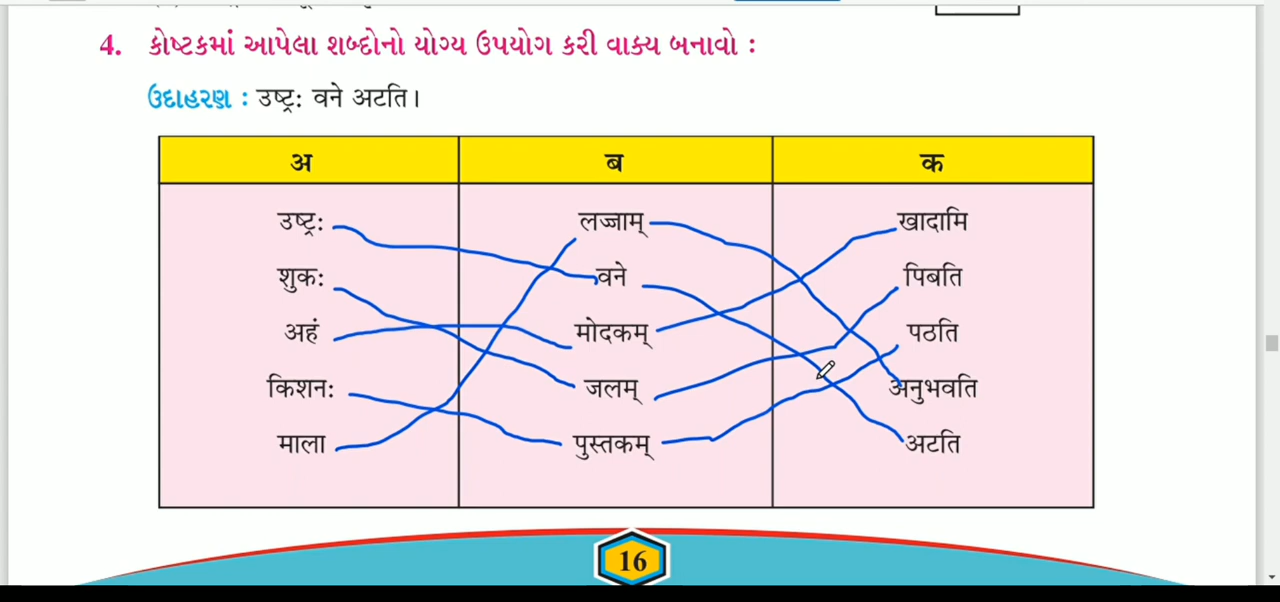 4. કોષ્ટકમાં આપેલા શબ્દોનો યોગ્ય ઉપયોગ કરી વાક્ય બનાવો :
ઉદાહરણ : उष्ट्र: वने अटति।
अ ब क
उष्ट्र: लज्जाम् खादामि
शुक: वने पिबति
अहं मोदकम् पठति
किशन: जलम् अनुभवति
माला पुस्तकम् अटति
16